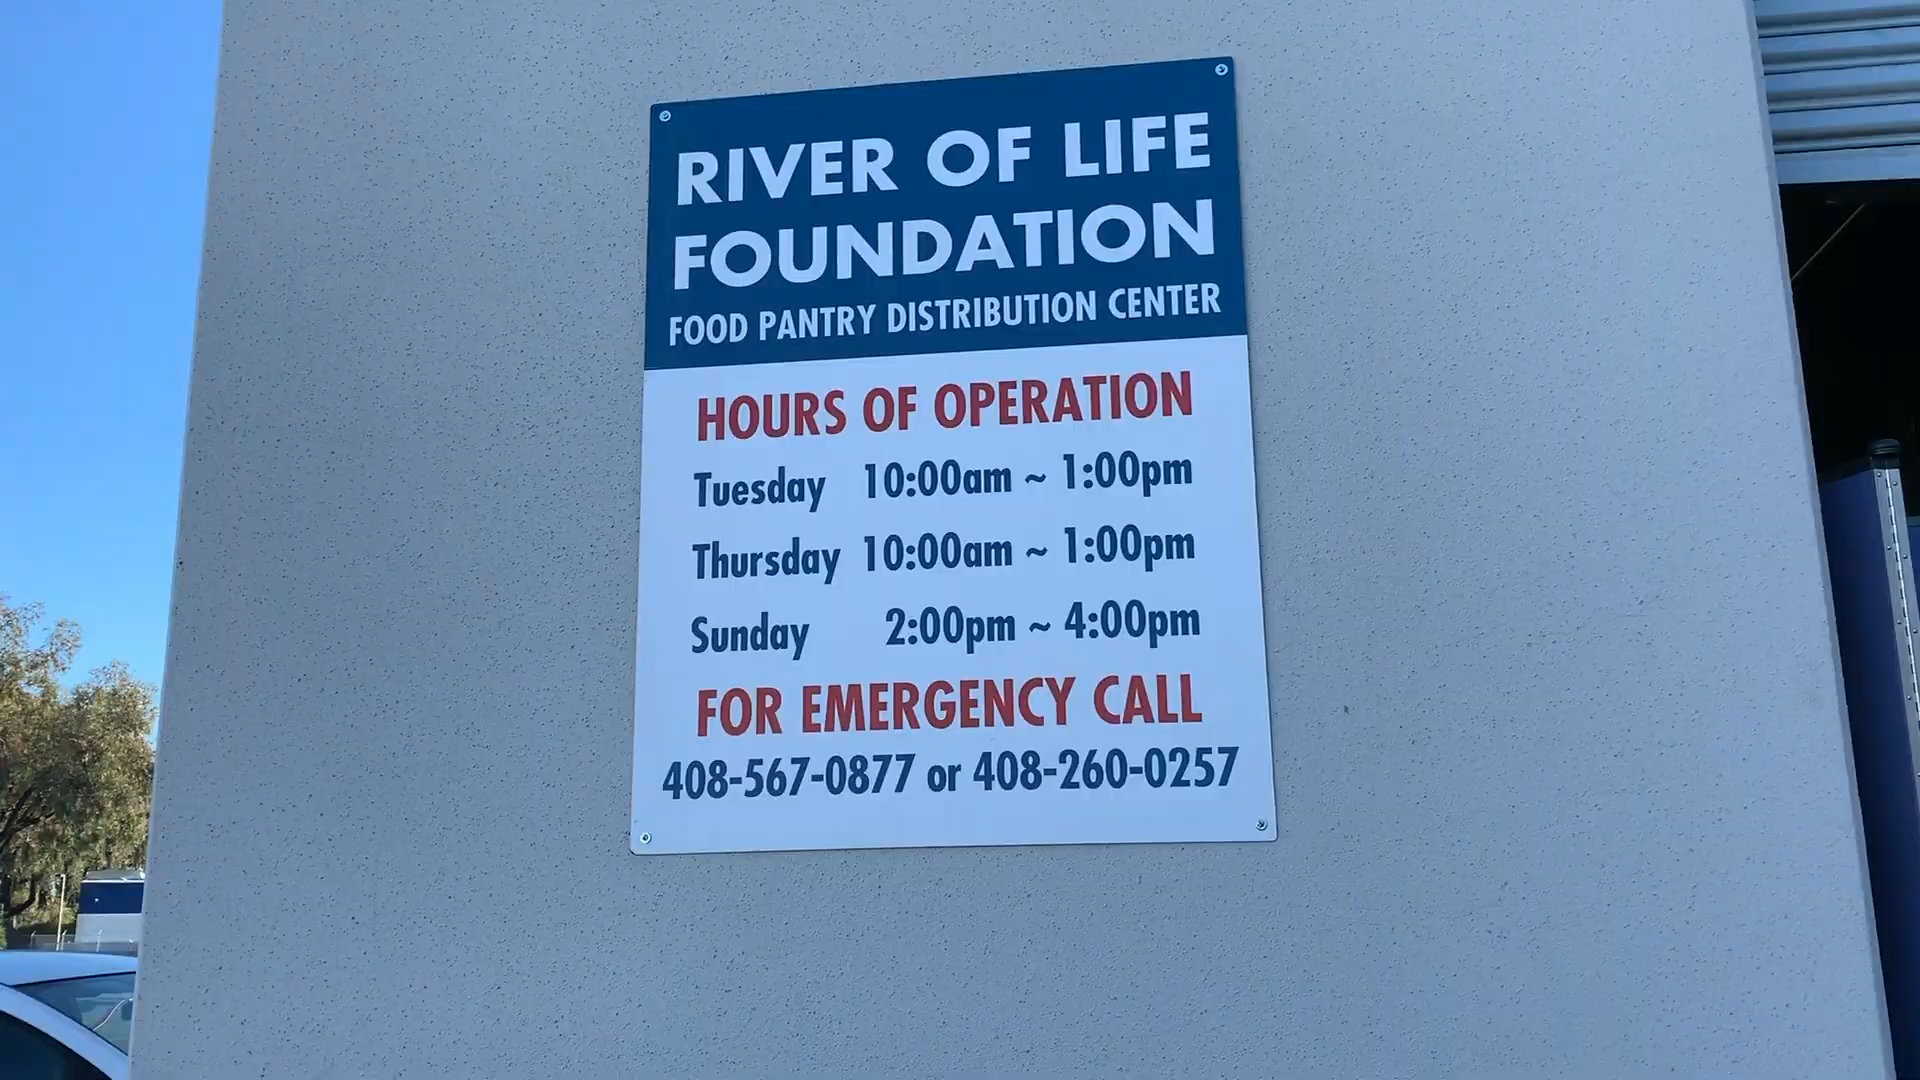 RIVER OF LIFE
FOUNDATION
FOOD PANTRY DISTRIBUTION CENTER
HOURS OF OPERATION
Tuesday 10:00am ~ 1:00pm
Thursday 10:00am ~ 1:00pm
Sunday 2:00pm ~ 4:00pm
FOR EMERGENCY CALL
408-567-0877 or 408-260-0257